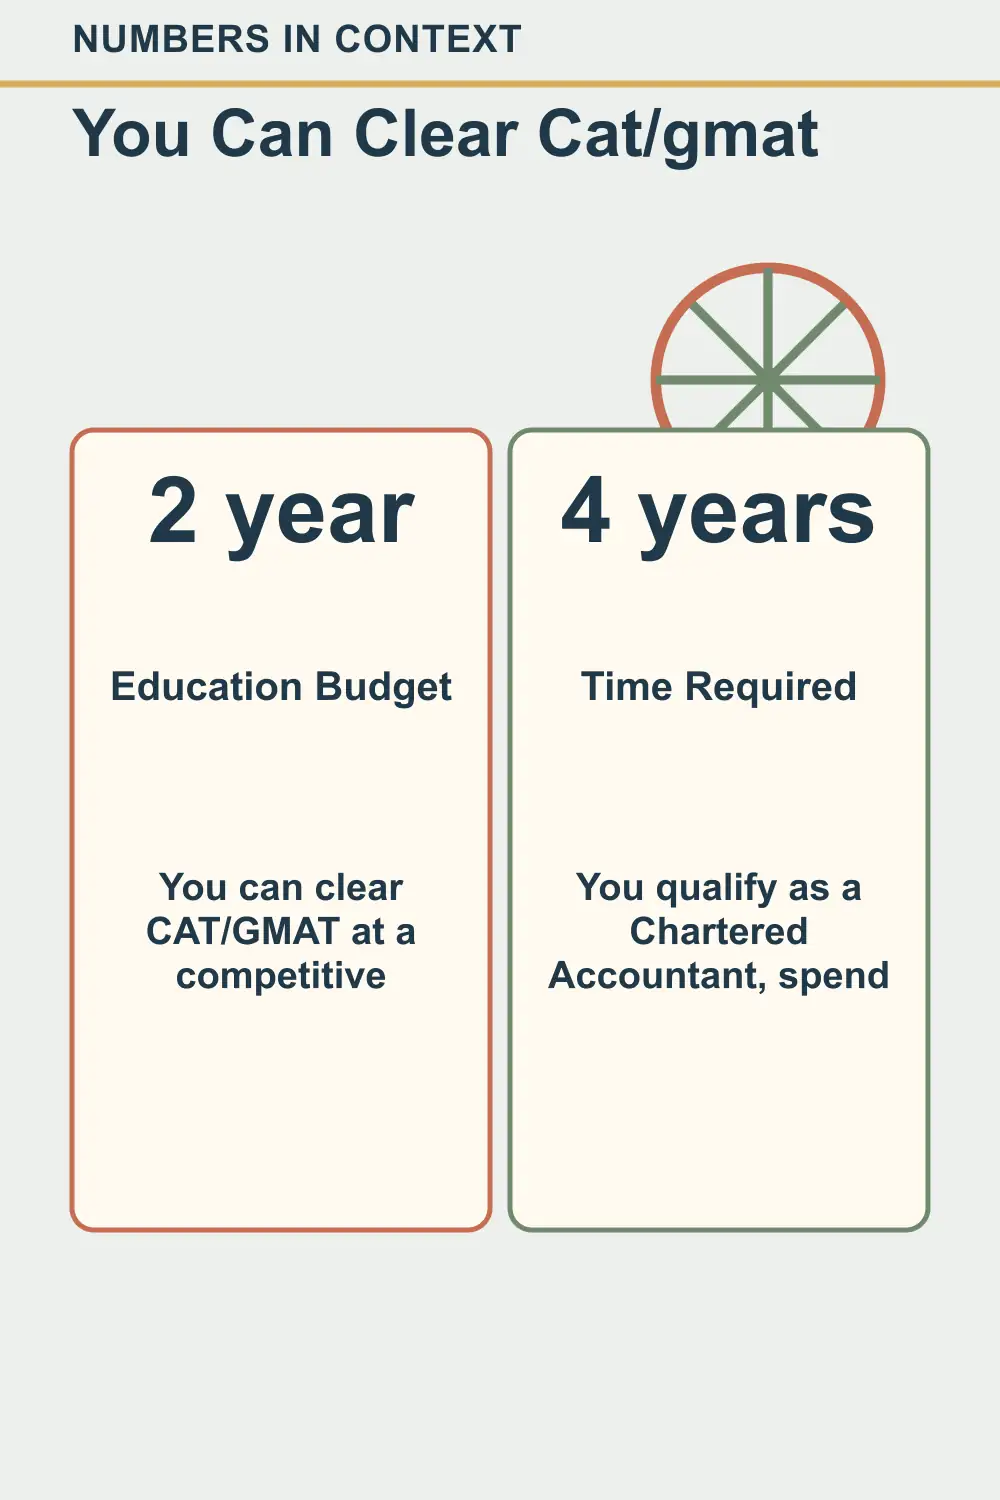 NUMBERS IN CONTEXT
You Can Clear Cat/gmat
2 year
Education Budget
You can clear
CAT/GMAT at a
competitive
4 years
Time Required
You qualify as a
Chartered
Accountant, spend